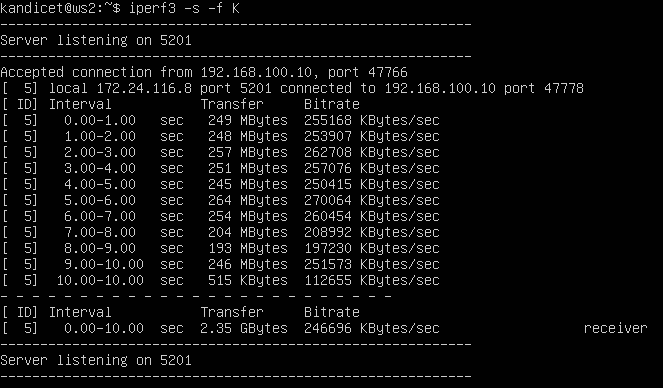 kandicet@ws2:~$ iperf3 -s -f K
-----------------------------------------------------------
Server listening on 5201
-----------------------------------------------------------
Accepted connection from 192.168.100.10, port 47766
[  5] local 172.24.116.8 port 5201 connected to 192.168.100.10 port 47778
[ ID] Interval           Transfer     Bitrate
[  5]   0.00-1.00   sec   249 MBytes  255168 KBytes/sec
[  5]   1.00-2.00   sec   248 MBytes  253907 KBytes/sec
[  5]   2.00-3.00   sec   257 MBytes  262708 KBytes/sec
[  5]   3.00-4.00   sec   251 MBytes  257076 KBytes/sec
[  5]   4.00-5.00   sec   245 MBytes  250415 KBytes/sec
[  5]   5.00-6.00   sec   264 MBytes  270064 KBytes/sec
[  5]   6.00-7.00   sec   254 MBytes  260454 KBytes/sec
[  5]   7.00-8.00   sec   204 MBytes  208992 KBytes/sec
[  5]   8.00-9.00   sec   193 MBytes  197230 KBytes/sec
[  5]   9.00-10.00  sec   246 MBytes  251573 KBytes/sec
[  5]  10.00-10.00  sec   515 KBytes  112655 KBytes/sec
- - - - - - - - - - - - - - - - - - - - - - - - -
[ ID] Interval           Transfer     Bitrate
[  5]   0.00-10.00  sec  2.35 GBytes  246696 KBytes/sec                  receiver
-----------------------------------------------------------
Server listening on 5201
-----------------------------------------------------------